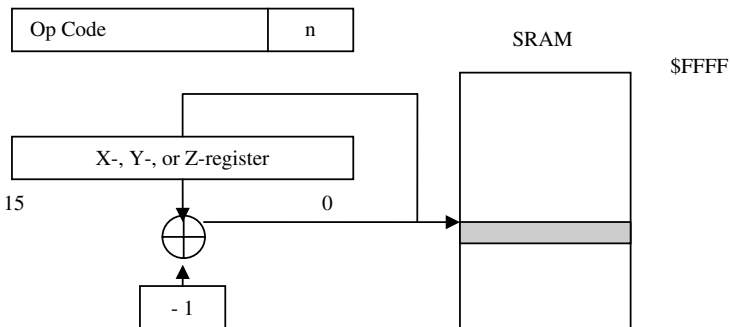 Op Code n
SRAM
$FFFF
X-, Y-, or Z-register
15 0
- 1